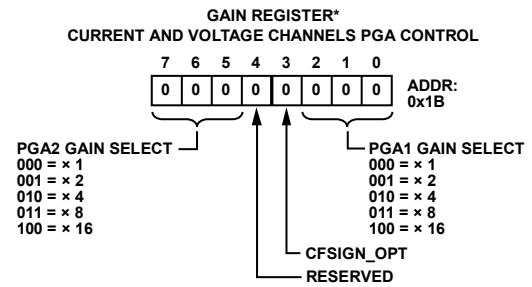 GAIN REGISTER*
CURRENT AND VOLTAGE CHANNELS PGA CONTROL
7 6 5 4 3 2 1 0
0 0 0 0 0 0 0 0
ADDR:
0x1B
PGA2 GAIN SELECT
000 = × 1
001 = × 2
010 = × 4
011 = × 8
100 = × 16
PGA1 GAIN SELECT
000 = × 1
001 = × 2
010 = × 4
011 = × 8
100 = × 16
CFSIGN_OPT
RESERVED